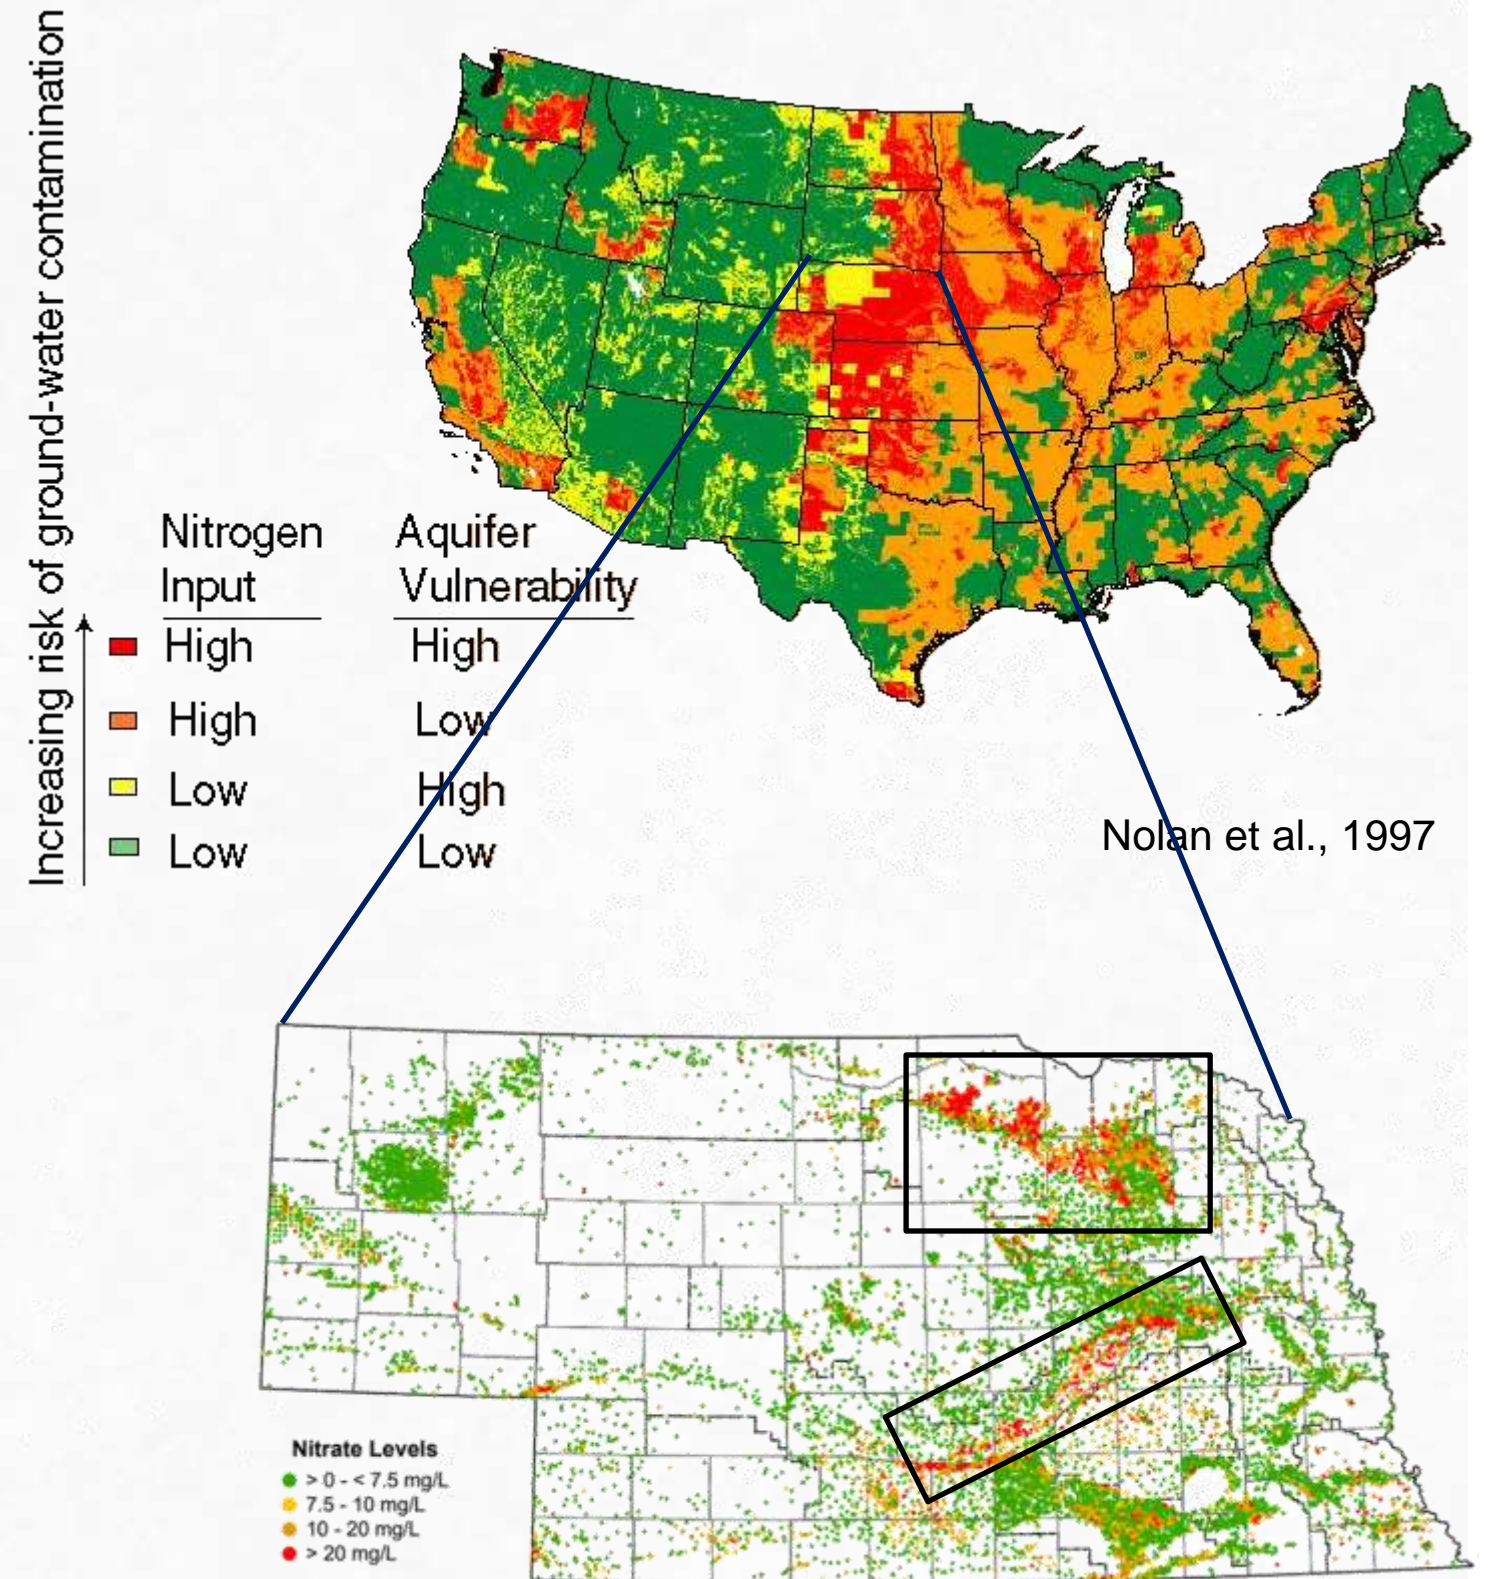 Increasing risk of ground-water contamination
Nitrogen Aquifer
Input Vulnerability
High High
High Low
Low High
Low Low
Nolan et al., 1997
Nitrate Levels
> 0 - < 7.5 mg/L
7.5 - 10 mg/L
10 - 20 mg/L
> 20 mg/L